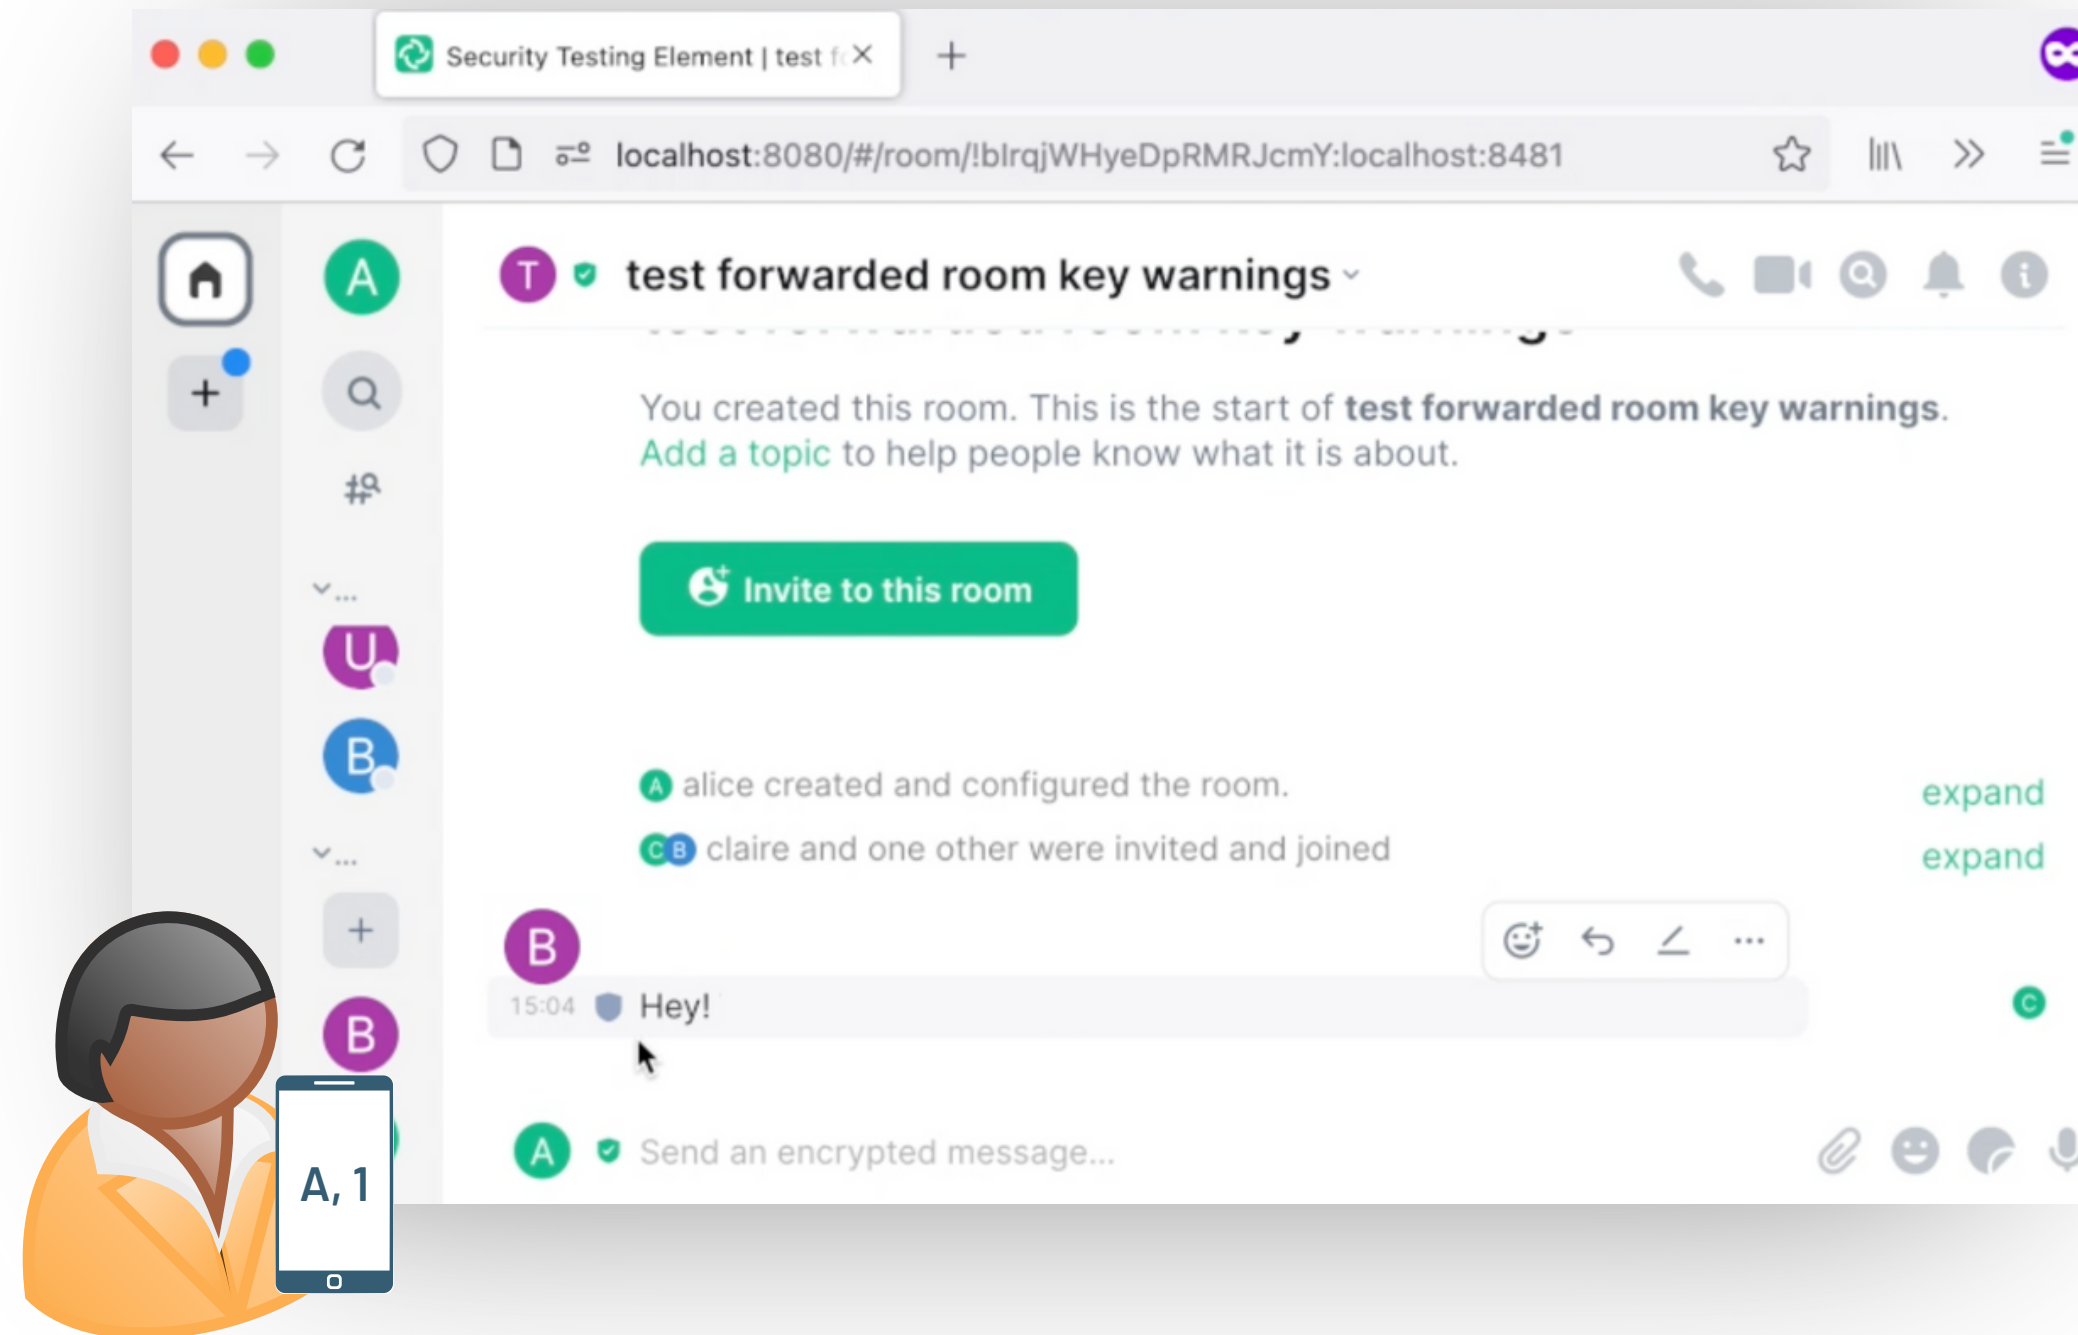 Security Testing Element | test fo
localhost:8080/#/room/!bIrqjWHyeDpRMRJcmY:localhost:8481
A
T test forwarded room key warnings
You created this room. This is the start of test forwarded room key warnings.
Add a topic to help people know what it is about.
Invite to this room
...
U
B
A alice created and configured the room. expand
C B claire and one other were invited and joined expand
...
B
15:04 Hey! C
B
A Send an encrypted message...
A, 1